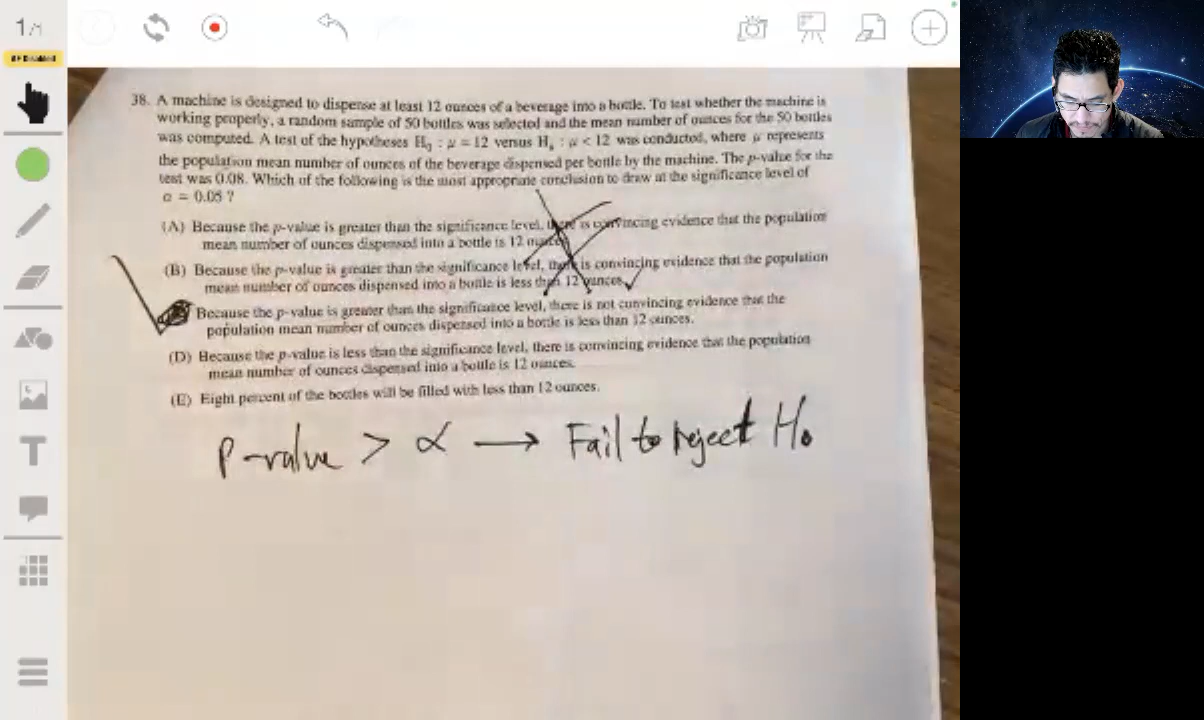 1/1
38. A machine is designed to dispense at least 12 ounces of a beverage into a bottle. To test whether the machine is
working properly, a random sample of 50 bottles was selected and the mean number of ounces for the 50 bottles
was computed. A test of the hypotheses H₀ : μ = 12 versus Hₐ : μ < 12 was conducted, where μ represents
the population mean number of ounces of the beverage dispensed per bottle by the machine. The p-value for the
test was 0.08. Which of the following is the most appropriate conclusion to draw at the significance level of
α = 0.05 ?
(A) Because the p-value is greater than the significance level, there is convincing evidence that the population
mean number of ounces dispensed into a bottle is 12 ounces.
(B) Because the p-value is greater than the significance level, there is convincing evidence that the population
mean number of ounces dispensed into a bottle is less than 12 ounces.
Because the p-value is greater than the significance level, there is not convincing evidence that the
population mean number of ounces dispensed into a bottle is less than 12 ounces.
(D) Because the p-value is less than the significance level, there is convincing evidence that the population
mean number of ounces dispensed into a bottle is 12 ounces.
(E) Eight percent of the bottles will be filled with less than 12 ounces.
P-value > α → Fail to reject H₀
T